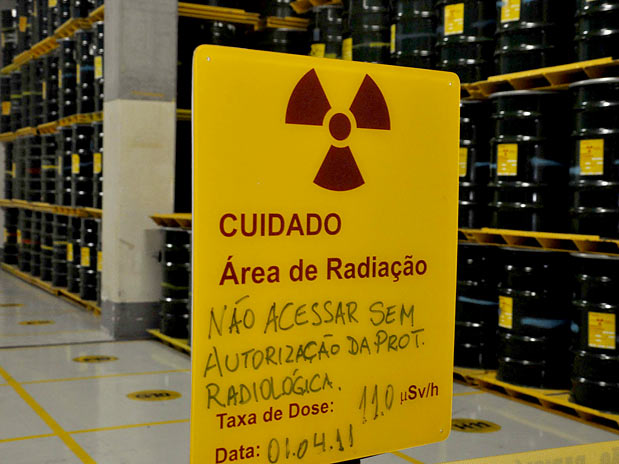 CUIDADO
Área de Radiação
NÃO ACESSAR SEM
AUTORIZAÇÃO DA PROT.
RADIOLÓGICA.
Taxa de Dose: 11.0 µSv/h
Data: 01.04.11